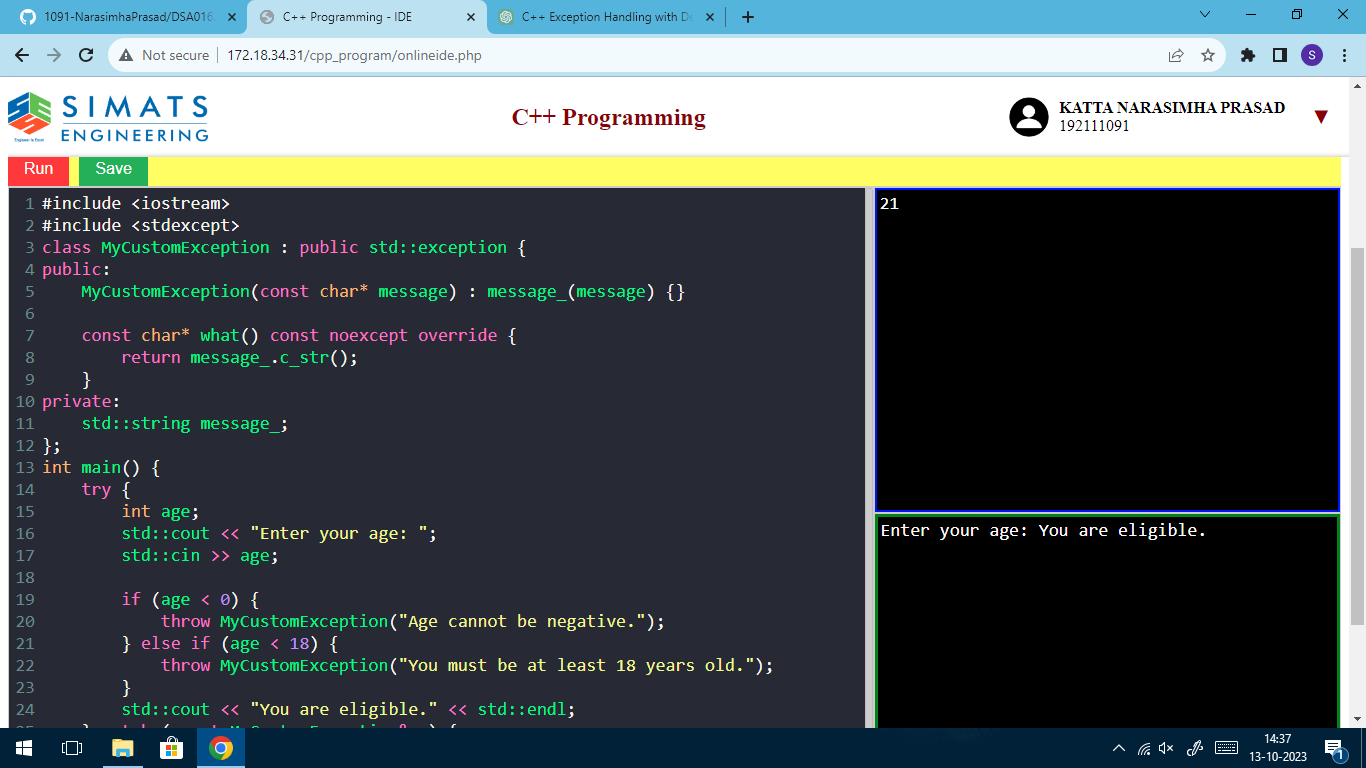 1091-NarasimhaPrasad/DSA016
C++ Programming - IDE
C++ Exception Handling with De
Not secure
172.18.34.31/cpp_program/onlineide.php
S
SIMATS
ENGINEERING
Engineer to Excel
C++ Programming
KATTA NARASIMHA PRASAD
192111091
Run
Save
1 #include <iostream>
2 #include <stdexcept>
3 class MyCustomException : public std::exception {
4 public:
5     MyCustomException(const char* message) : message_(message) {}
6
7     const char* what() const noexcept override {
8         return message_.c_str();
9     }
10 private:
11     std::string message_;
12 };
13 int main() {
14     try {
15         int age;
16         std::cout << "Enter your age: ";
17         std::cin >> age;
18
19         if (age < 0) {
20             throw MyCustomException("Age cannot be negative.");
21         } else if (age < 18) {
22             throw MyCustomException("You must be at least 18 years old.");
23         }
24         std::cout << "You are eligible." << std::endl;
21
Enter your age: You are eligible.
14:37
13-10-2023
1